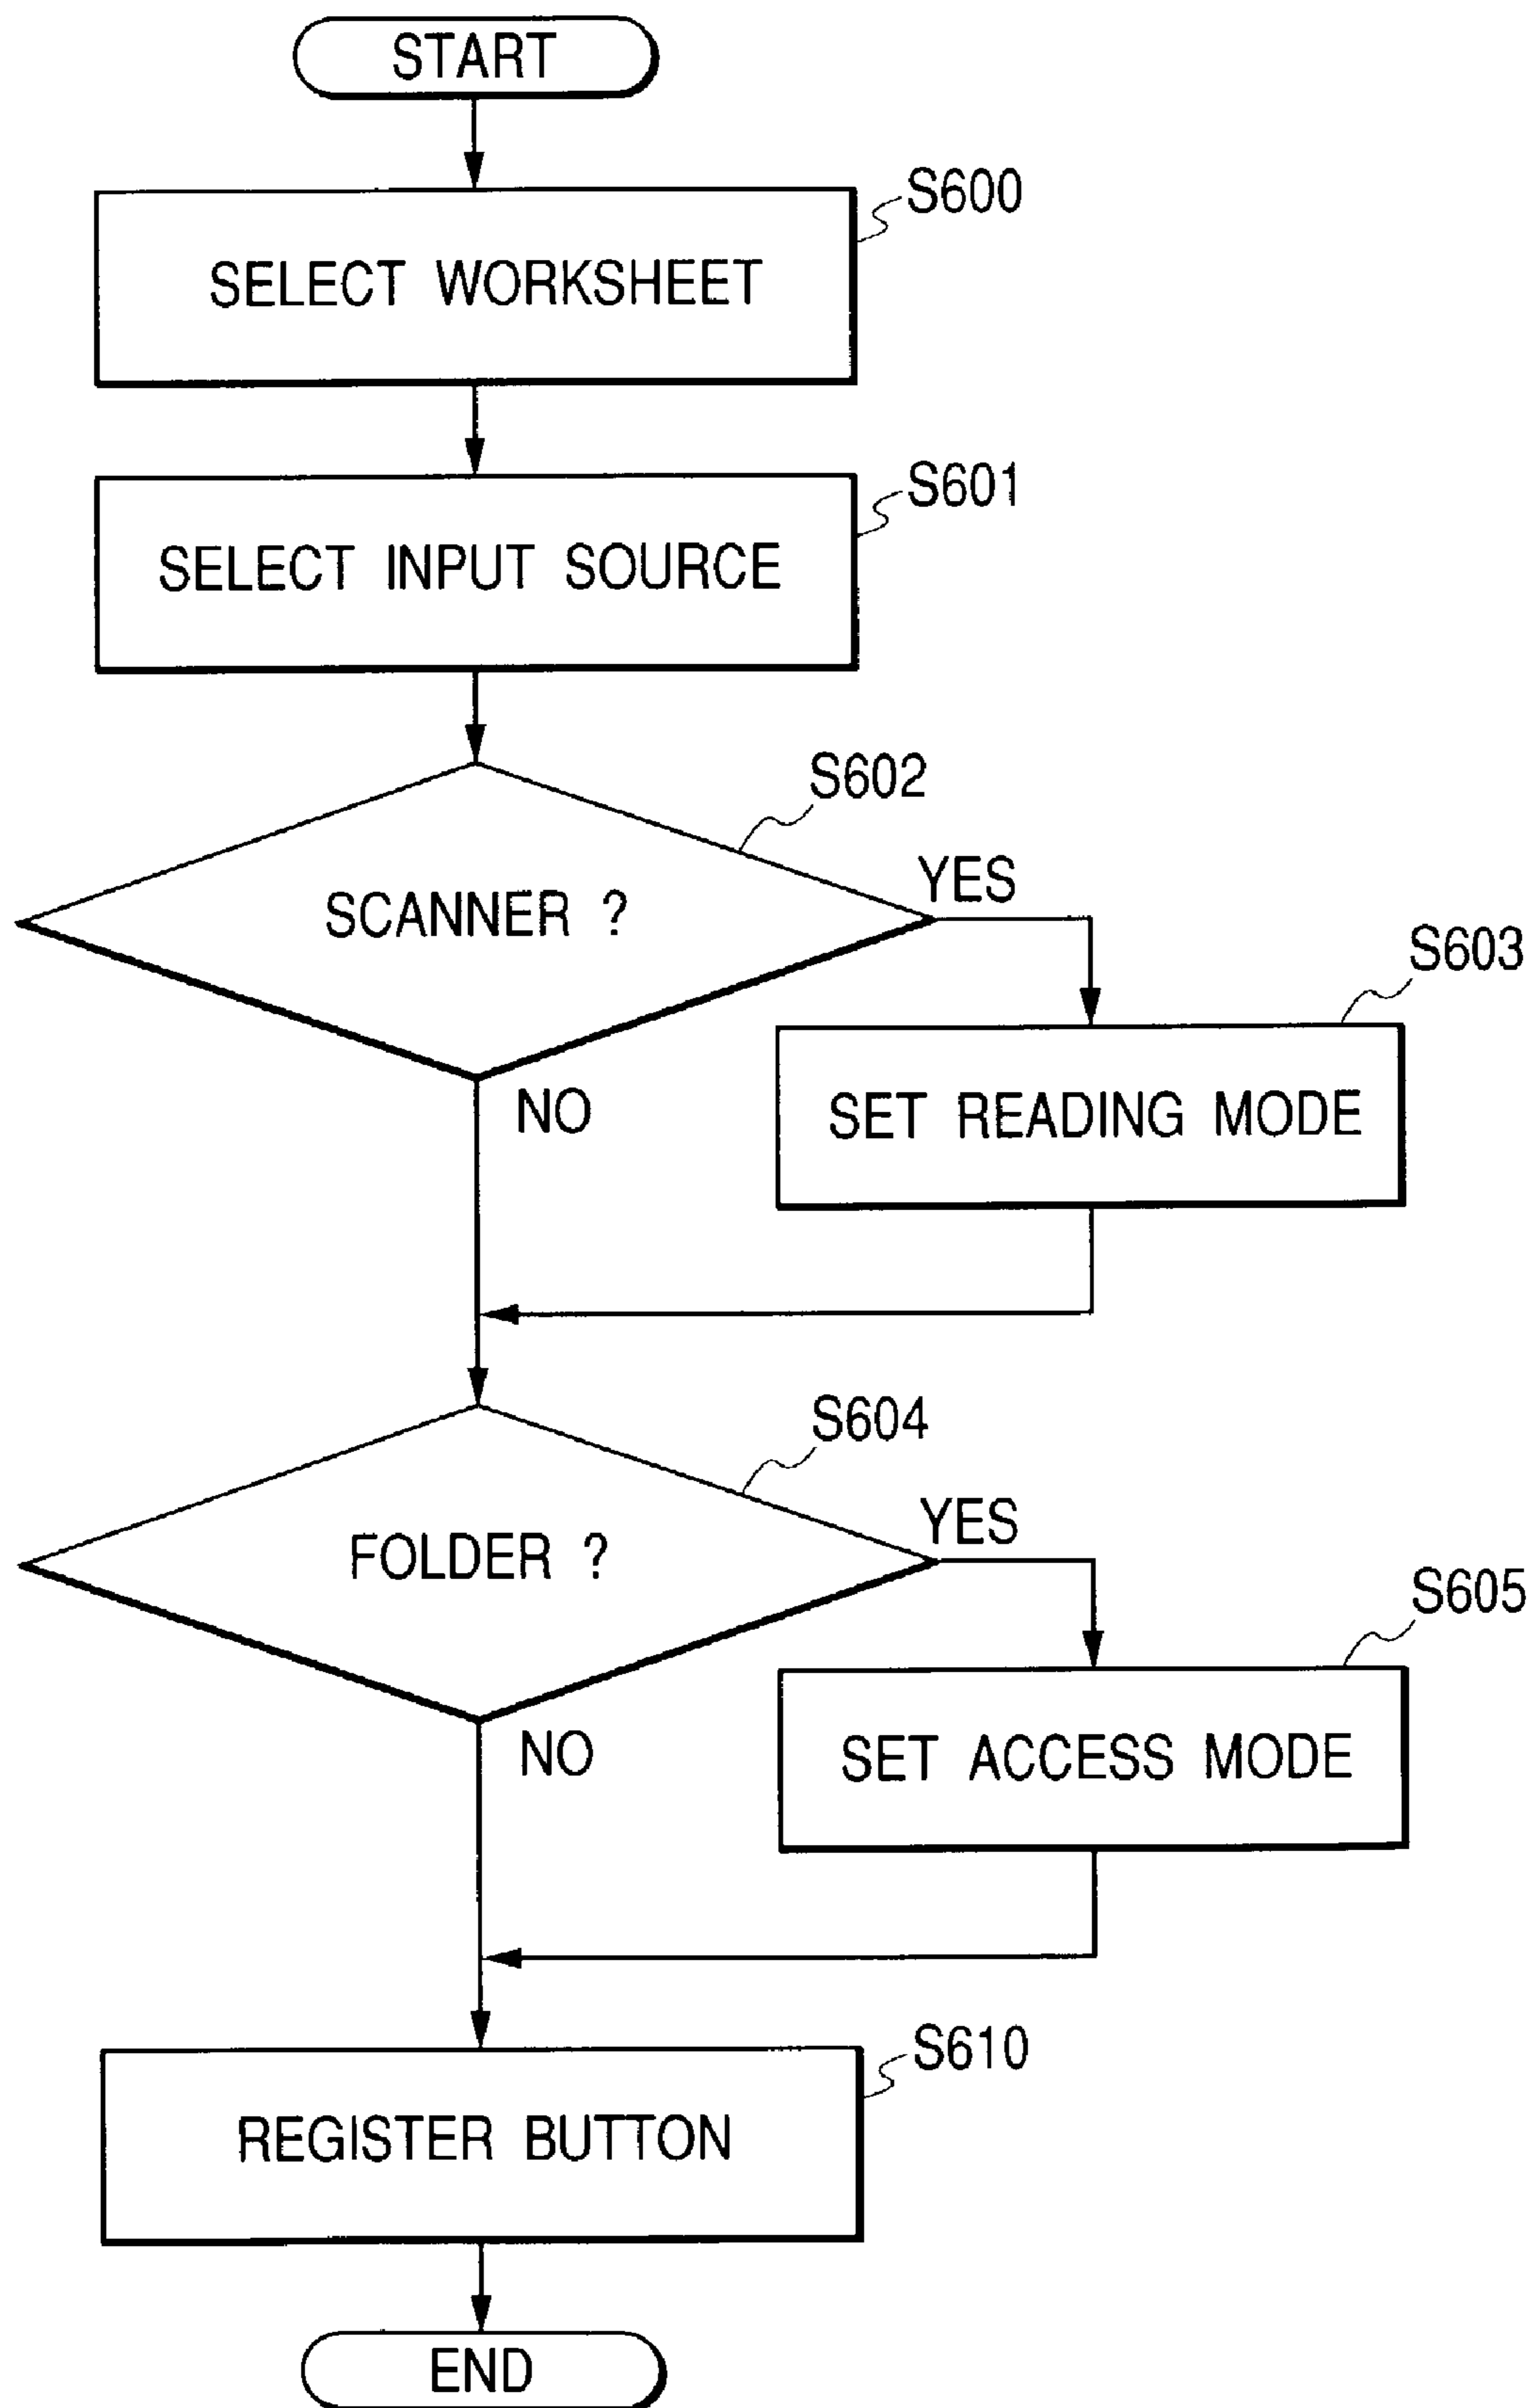 START
S600
SELECT WORKSHEET
S601
SELECT INPUT SOURCE
S602
SCANNER ?
YES
S603
SET READING MODE
NO
S604
FOLDER ?
YES
S605
SET ACCESS MODE
NO
S610
REGISTER BUTTON
END